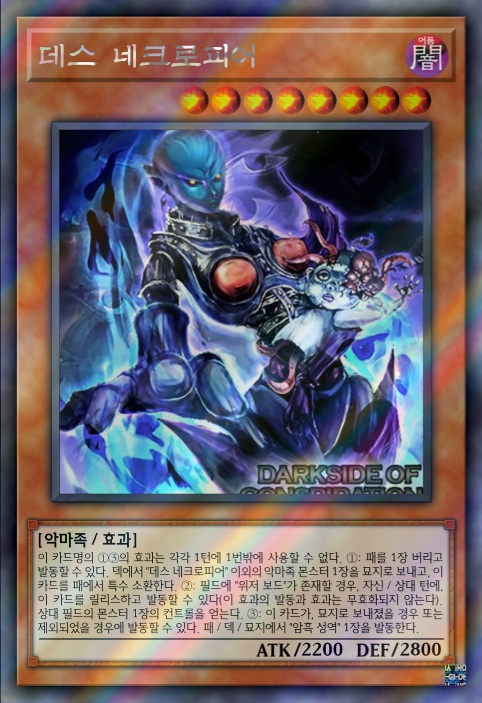 데스 네크로피어
어둠
闇
DARKSIDE OF
CONSPIRATION
[악마족 / 효과]
이 카드명의 ①③의 효과는 각각 1턴에 1번밖에 사용할 수 없다. ①: 패를 1장 버리고
발동할 수 있다. 덱에서 "데스 네크로피어" 이외의 악마족 몬스터 1장을 묘지로 보내고, 이
카드를 패에서 특수 소환한다. ②: 필드에 "위저 보드"가 존재할 경우, 자신 / 상대 턴에,
이 카드를 릴리스하고 발동할 수 있다(이 효과의 발동과 효과는 무효화되지 않는다).
상대 필드의 몬스터 1장의 컨트롤을 얻는다. ③: 이 카드가, 묘지로 보내졌을 경우 또는
제외되었을 경우에 발동할 수 있다. 패 / 덱 / 묘지에서 "암흑 성역" 1장을 발동한다.
ATK/2200 DEF/2800